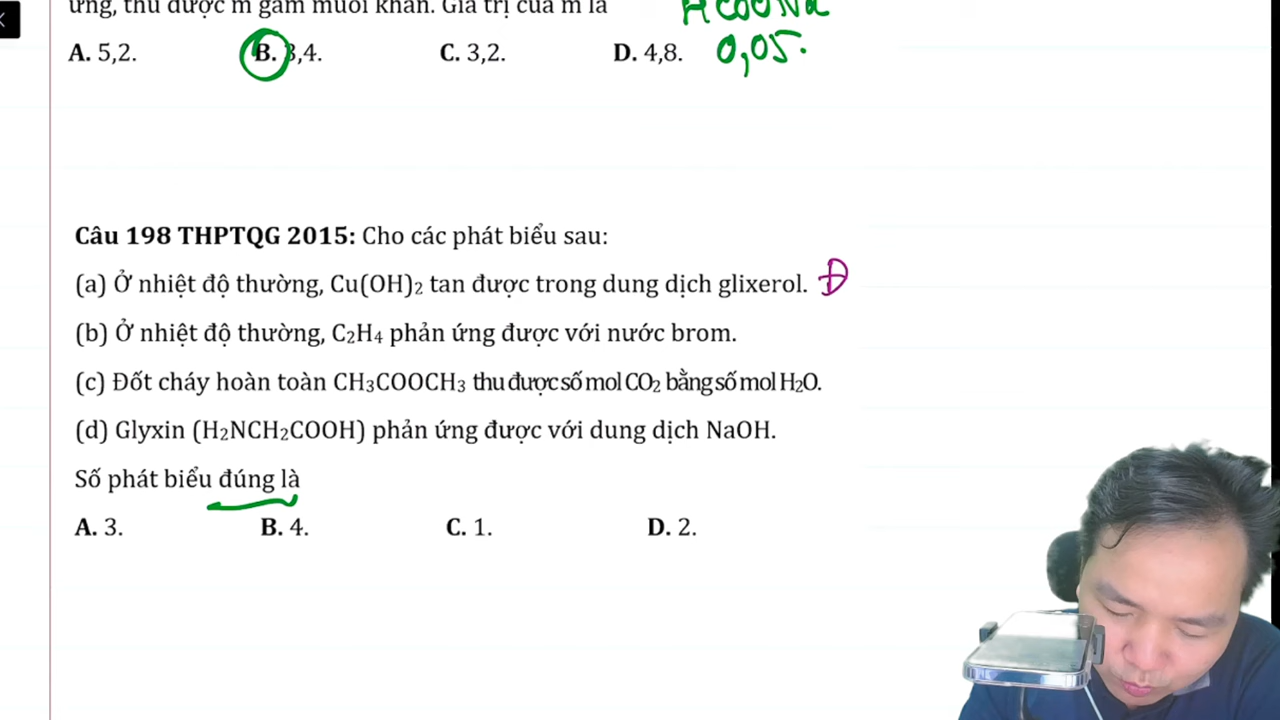 ứng, thu được m gam muối khan. Giá trị của m là
HCOONa
A. 5,2. B. 3,4. C. 3,2. D. 4,8. 0,05.
Câu 198 THPTQG 2015: Cho các phát biểu sau:
(a) Ở nhiệt độ thường, Cu(OH)₂ tan được trong dung dịch glixerol. Đ
(b) Ở nhiệt độ thường, C₂H₄ phản ứng được với nước brom.
(c) Đốt cháy hoàn toàn CH₃COOCH₃ thu được số mol CO₂ bằng số mol H₂O.
(d) Glyxin (H₂NCH₂COOH) phản ứng được với dung dịch NaOH.
Số phát biểu đúng là
A. 3. B. 4. C. 1. D. 2.